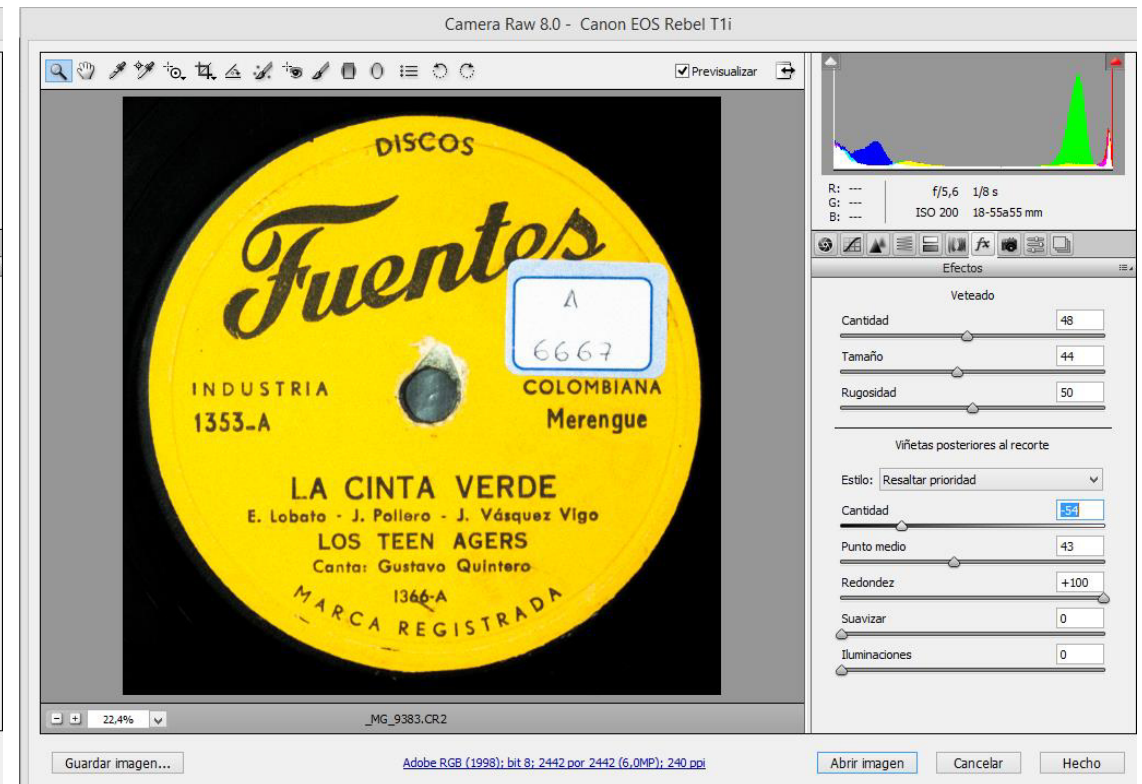 Camera Raw 8.0 - Canon EOS Rebel T1i
Previsualizar
DISCOS
Fuentes
A
6667
INDUSTRIA
COLOMBIANA
1353-A
Merengue
LA CINTA VERDE
E. Lobato - J. Pollero - J. Vásquez Vigo
LOS TEEN AGERS
Canta: Gustavo Quintero
1366-A
MARCA REGISTRADA
22,4%
_MG_9383.CR2
R: ---
G: ---
B: ---
f/5,6 1/8 s
ISO 200 18-55a55 mm
fx
Efectos
Veteado
Cantidad 48
Tamaño 44
Rugosidad 50
Viñetas posteriores al recorte
Estilo: Resaltar prioridad
Cantidad -54
Punto medio 43
Redondez +100
Suavizar 0
Iluminaciones 0
Guardar imagen...
Adobe RGB (1998); bit 8; 2442 por 2442 (6,0MP); 240 ppi
Abrir imagen
Cancelar
Hecho